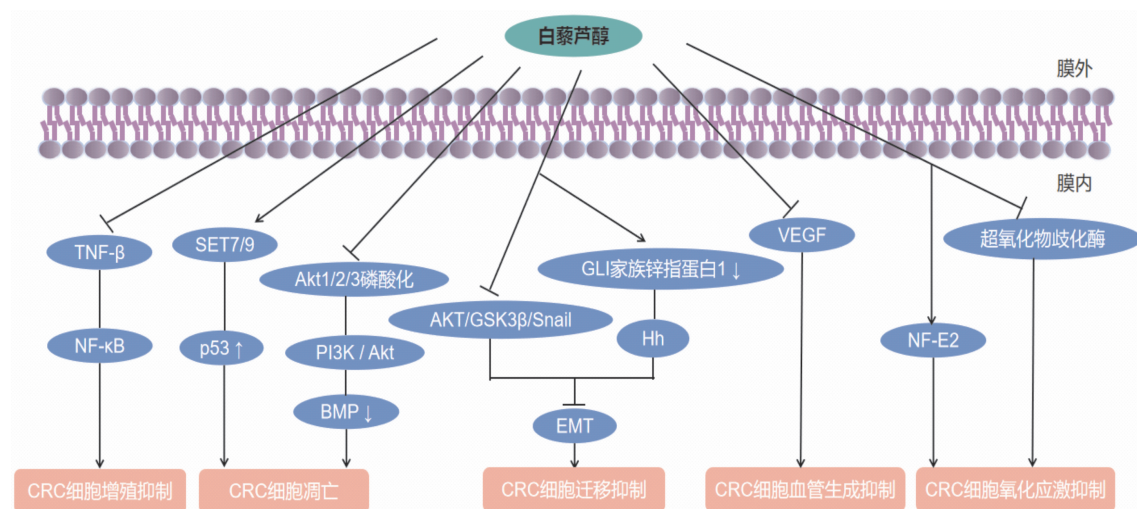 白藜芦醇
膜外
膜内
TNF-β
SET7/9
VEGF
超氧化物歧化酶
Akt1/2/3磷酸化
GLI家族锌指蛋白1↓
AKT/GSK3β/Snail
NF-κB
p53↑
PI3K / Akt
Hh
NF-E2
BMP↓
EMT
CRC细胞增殖抑制
CRC细胞凋亡
CRC细胞迁移抑制
CRC细胞血管生成抑制
CRC细胞氧化应激抑制